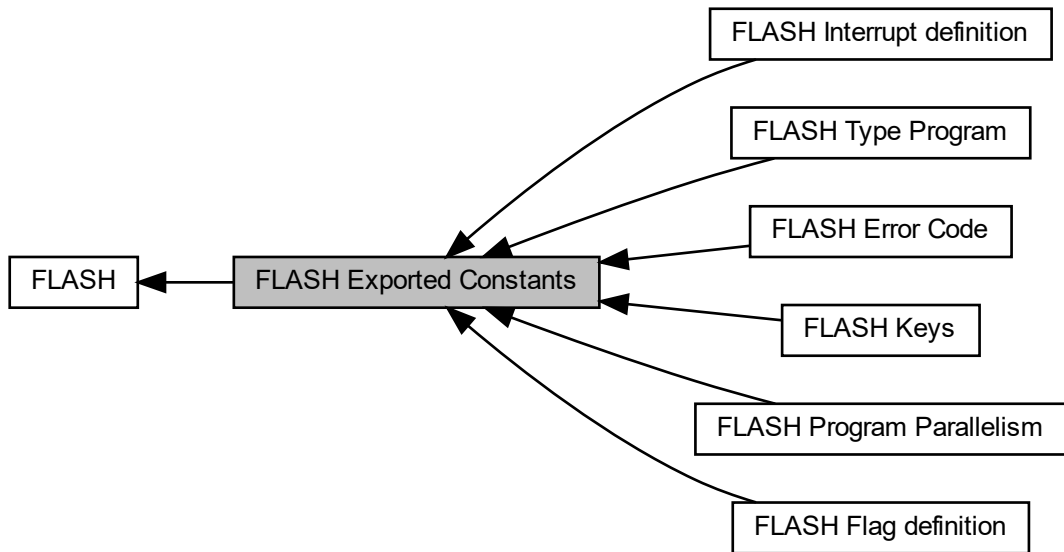 FLASH
FLASH Exported Constants
FLASH Interrupt definition
FLASH Type Program
FLASH Error Code
FLASH Keys
FLASH Program Parallelism
FLASH Flag definition